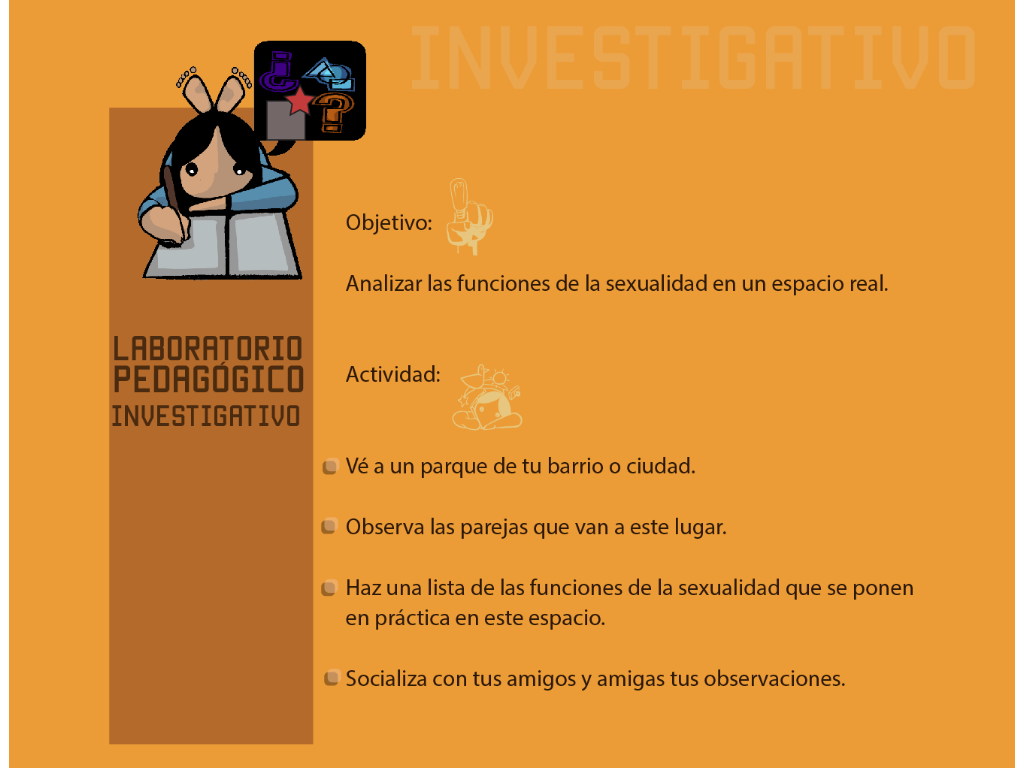 INVESTIGATIVO
¿
?
LABORATORIO
PEDAGÓGICO
INVESTIGATIVO
Objetivo:
Analizar las funciones de la sexualidad en un espacio real.
Actividad:
Vé a un parque de tu barrio o ciudad.
Observa las parejas que van a este lugar.
Haz una lista de las funciones de la sexualidad que se ponen
en práctica en este espacio.
Socializa con tus amigos y amigas tus observaciones.